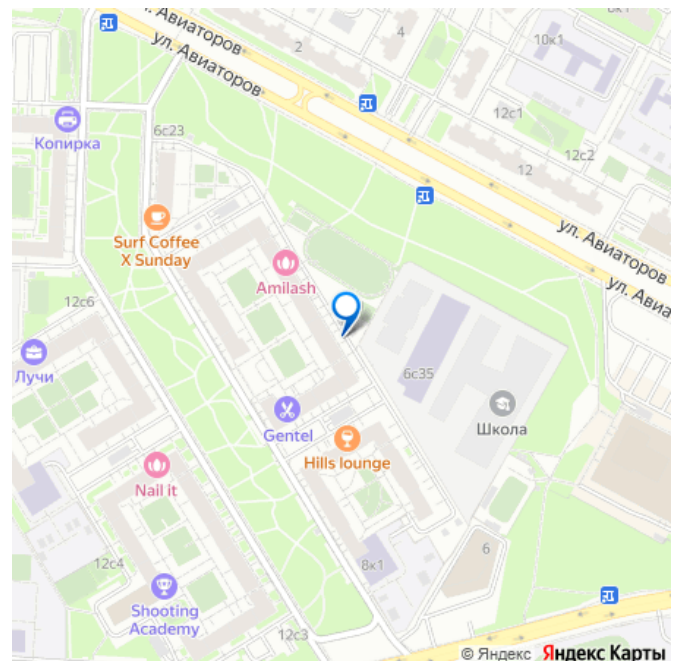 ул. Авиаторов
ул. Авиаторов
2
4
10к1
12с1
Копирка
6с23
12
12с2
Surf Coffee
X Sunday
Amilash
ул. Авиаторов
ул. Авиа
12с6
Лучи
6с35
Школа
Gentel
Hills lounge
Nail it
12с4
8к1
6
Shooting
Academy
12с3
© Яндекс Яндекс Карты